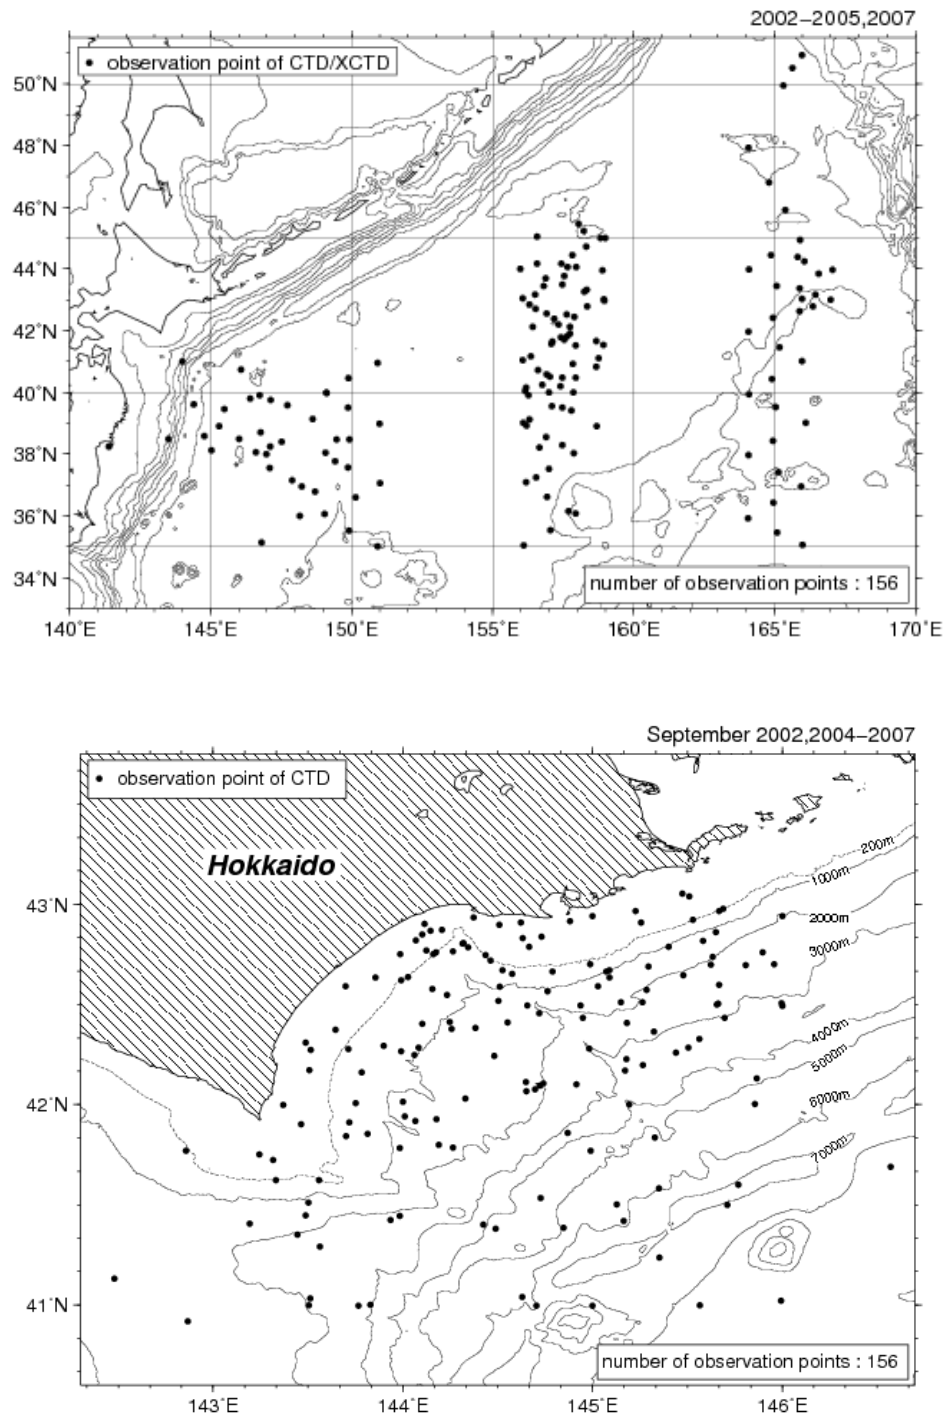 2002-2005,2007
observation point of CTD/XCTD
50°N
48°N
46°N
44°N
42°N
40°N
38°N
36°N
34°N
number of observation points : 156
140°E 145°E 150°E 155°E 160°E 165°E 170°E
September 2002,2004-2007
observation point of CTD
Hokkaido
200m
1000m
2000m
3000m
4000m
5000m
6000m
7000m
43°N
42°N
41°N
number of observation points : 156
143°E 144°E 145°E 146°E